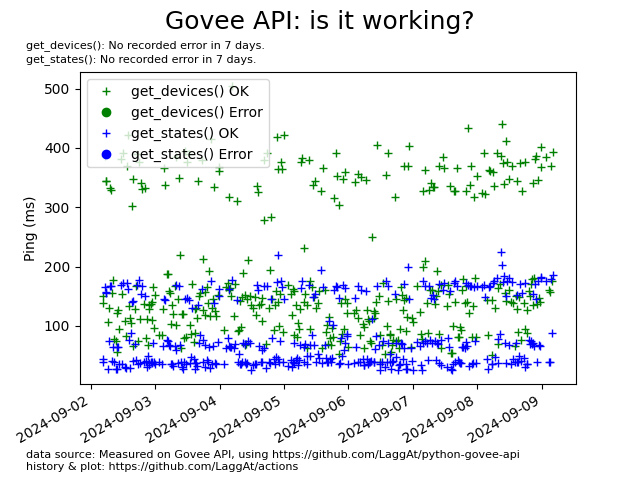 Govee API: is it working?
get_devices(): No recorded error in 7 days.
get_states(): No recorded error in 7 days.
get_devices() OK
get_devices() Error
get_states() OK
get_states() Error
Ping (ms)
500
400
300
200
100
2024-09-02
2024-09-03
2024-09-04
2024-09-05
2024-09-06
2024-09-07
2024-09-08
2024-09-09
data source: Measured on Govee API, using https://github.com/LaggAt/python-govee-api
history & plot: https://github.com/LaggAt/actions